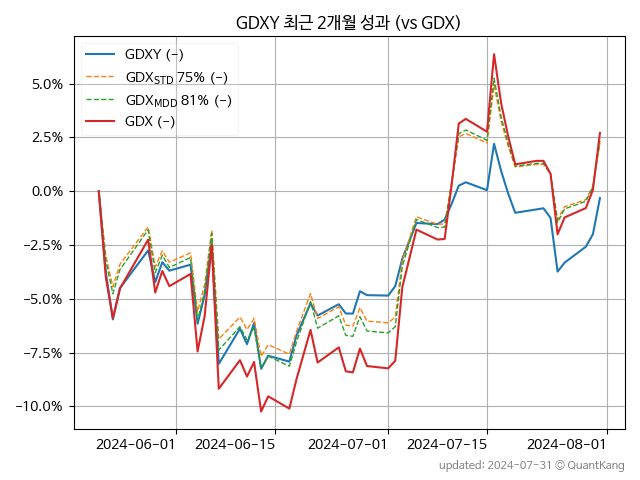 GDXY 최근 2개월 성과 (vs GDX)
GDXY (-)
GDX_STD 75% (-)
GDX_MDD 81% (-)
GDX (-)
5.0%
2.5%
0.0%
−2.5%
−5.0%
−7.5%
−10.0%
2024-06-01 2024-06-15 2024-07-01 2024-07-15 2024-08-01
updated: 2024-07-31 © QuantKang